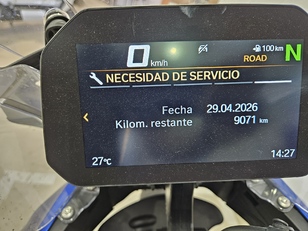 0 km/h
100 km
ROAD
N
NECESIDAD DE SERVICIO
Fecha 29.04.2026
Kilom. restante 9071 km
27°C 14:27